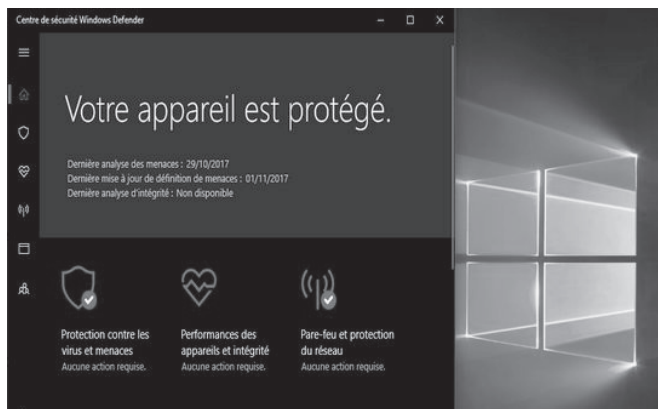 Centre de sécurité Windows Defender
Votre appareil est protégé.
Dernière analyse des menaces : 29/10/2017
Dernière mise à jour de définition de menaces : 01/11/2017
Dernière analyse d'intégrité : Non disponible
Protection contre les
virus et menaces
Aucune action requise.
Performances des
appareils et intégrité
Aucune action requise.
Pare-feu et protection
du réseau
Aucune action requise.